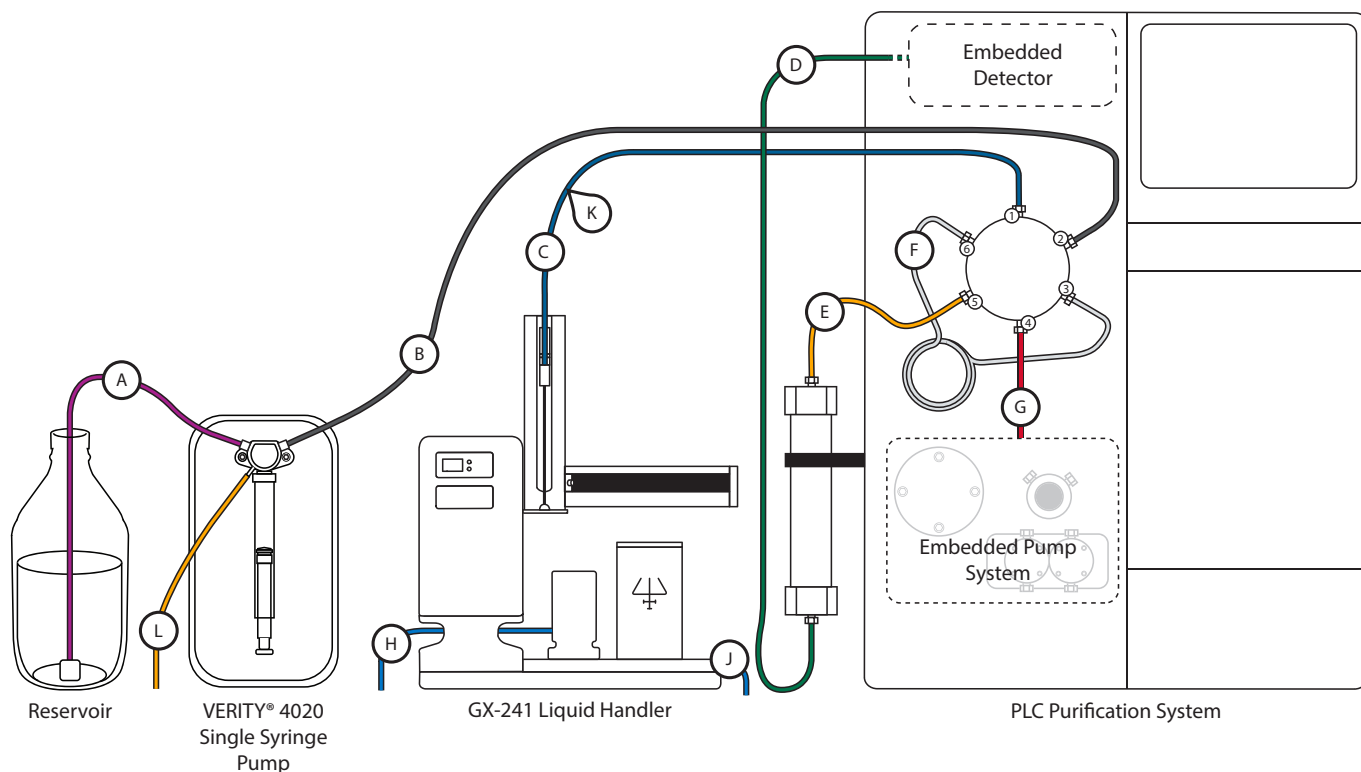 Embedded
Detector
D
K
C
1
2
3
4
5
6
F
E
B
A
G
Embedded Pump
System
L
H
J
Reservoir
VERITY® 4020
Single Syringe
Pump
GX-241 Liquid Handler
PLC Purification System